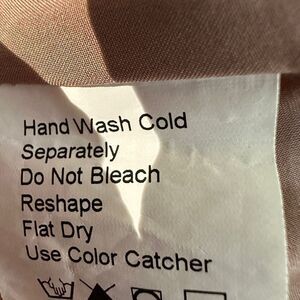 Hand Wash Cold
Separately
Do Not Bleach
Reshape
Flat Dry
Use Color Catcher